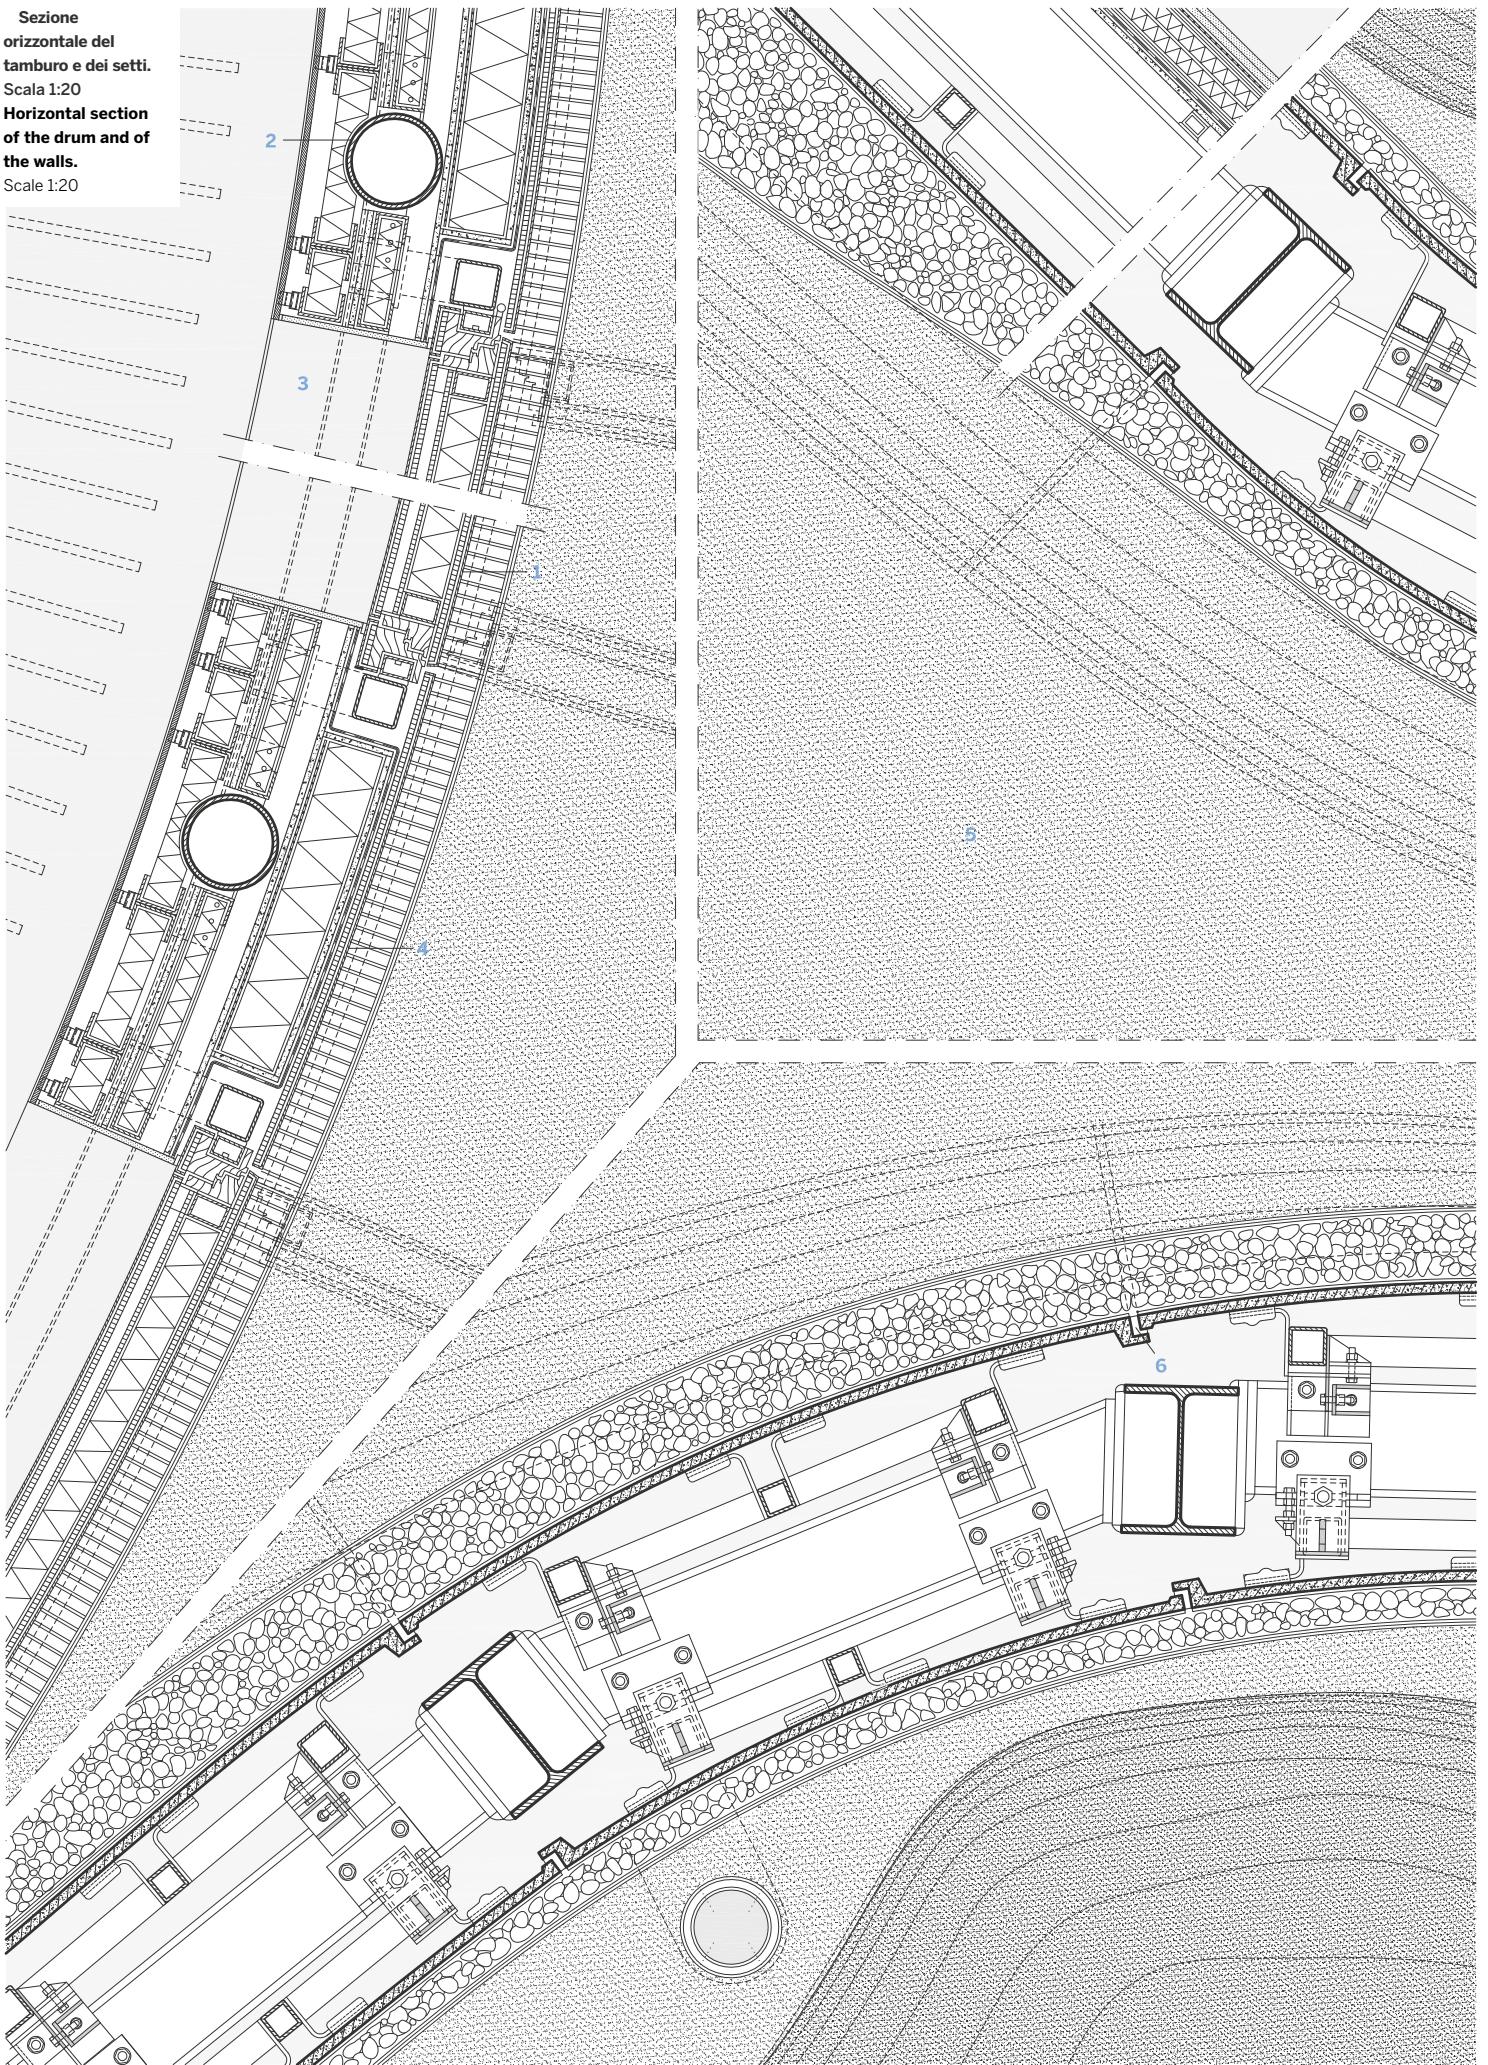 Sezione
orizzontale del
tamburo e dei setti.
Scala 1:20
Horizontal section
of the drum and of
the walls.
Scale 1:20
2
3
1
5
4
6